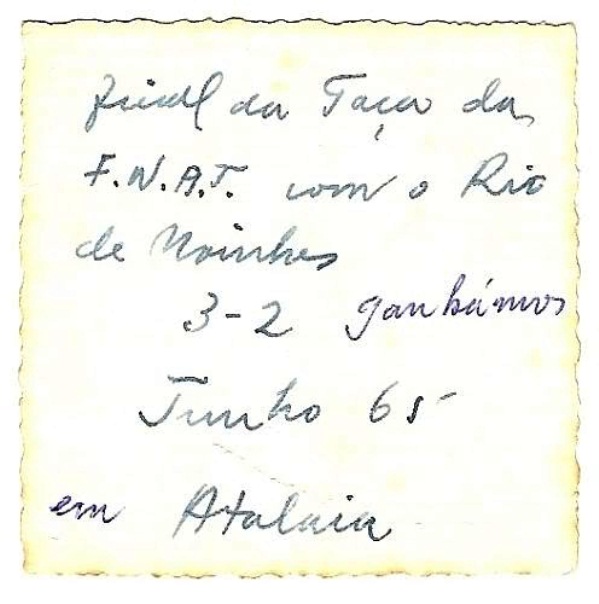 Final da Taça da
F.N.A.T. com o Rio
de Moinhos
3-2 ganhámos
Junho 65
em Atalaia